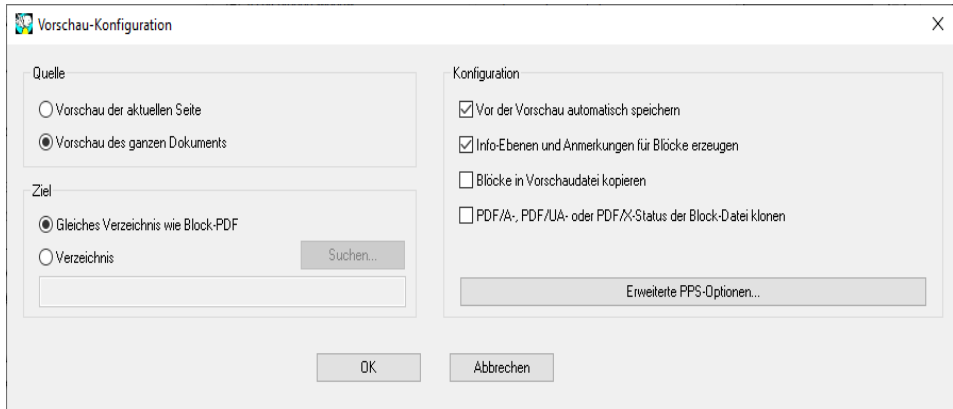 Vorschau-Konfiguration
Quelle
Vorschau der aktuellen Seite
Vorschau des ganzen Dokuments
Ziel
Gleiches Verzeichnis wie Block-PDF
Verzeichnis
Suchen...
Konfiguration
Vor der Vorschau automatisch speichern
Info-Ebenen und Anmerkungen für Blöcke erzeugen
Blöcke in Vorschaudatei kopieren
PDF/A-, PDF/UA- oder PDF/X-Status der Block-Datei klonen
Erweiterte PPS-Optionen...
OK
Abbrechen